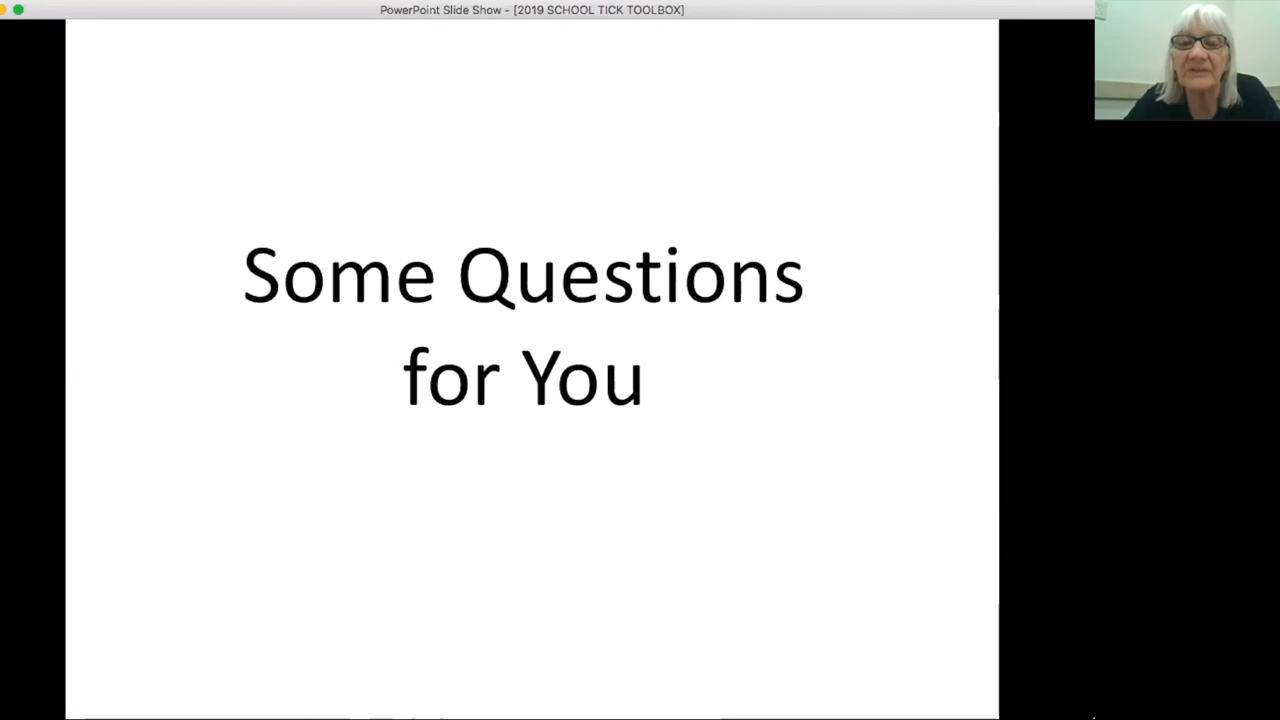 PowerPoint Slide Show - [2019 SCHOOL TICK TOOLBOX]
Some Questions
for You